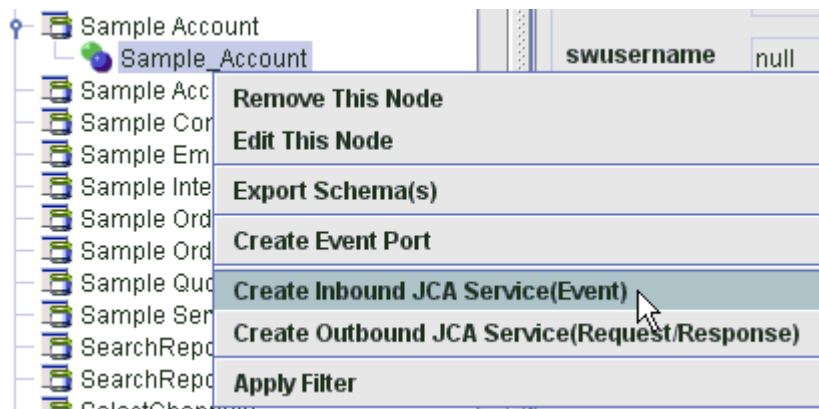 Sample Account
Sample_Account
swusername null
Sample Acc
Remove This Node
Sample Cor
Edit This Node
Sample Em
Sample Inte
Export Schema(s)
Sample Ord
Create Event Port
Sample Ord
Sample Quo
Create Inbound JCA Service(Event)
Sample Ser
Create Outbound JCA Service(Request/Response)
SearchRepo
SearchRepo
Apply Filter